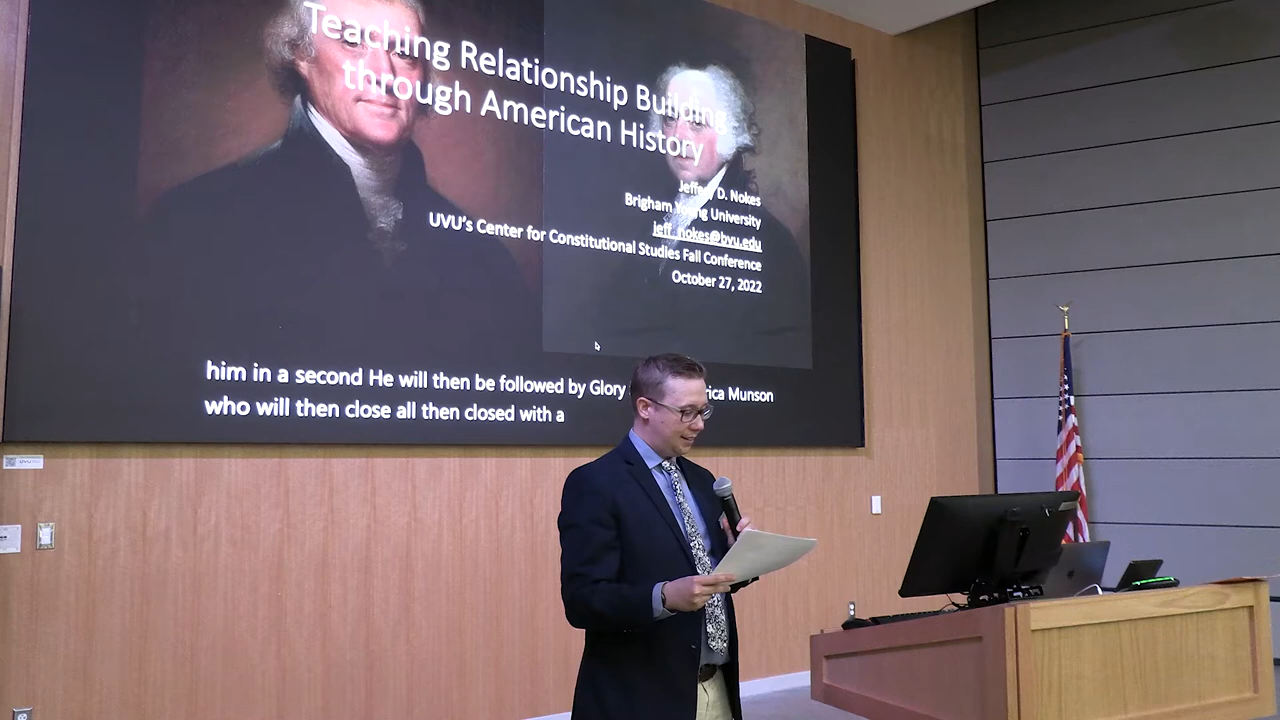 Teaching Relationship Building
through American History
Jeffery D. Nokes
Brigham Young University
jeff_nokes@byu.edu
UVU's Center for Constitutional Studies Fall Conference
October 27, 2022
him in a second He will then be followed by Glory Munson
who will then close all then closed with a
UVU